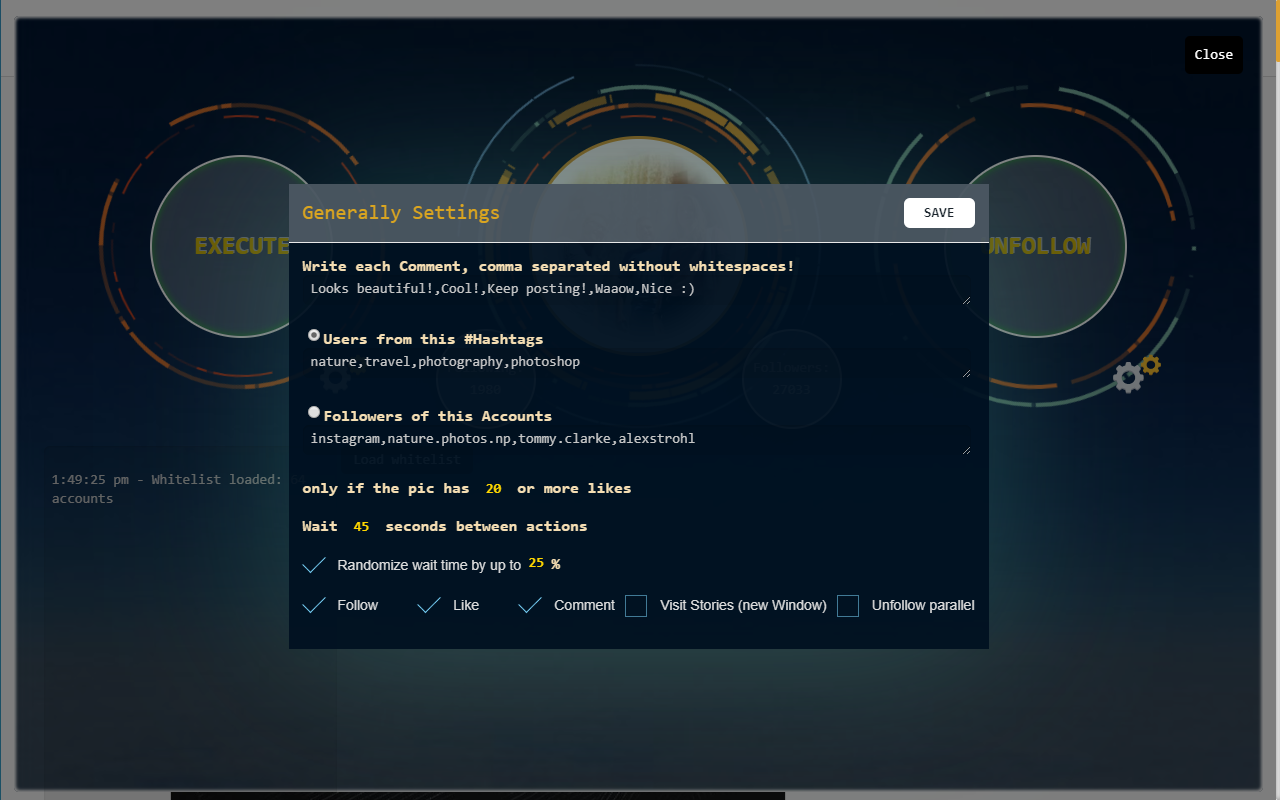 Close
EXECUTE
UNFOLLOW
Generally Settings
SAVE
Write each Comment, comma separated without whitespaces!
Looks beautiful!,Cool!,Keep posting!,Waaow,Nice :)
Users from this #Hashtags
nature,travel,photography,photoshop
Followers of this Accounts
instagram,nature.photos.np,tommy.clarke,alexstrohl
Load whitelist
1:49:25 pm - Whitelist loaded:
accounts
only if the pic has 20 or more likes
Wait 45 seconds between actions
Randomize wait time by up to 25 %
Follow Like Comment Visit Stories (new Window) Unfollow parallel